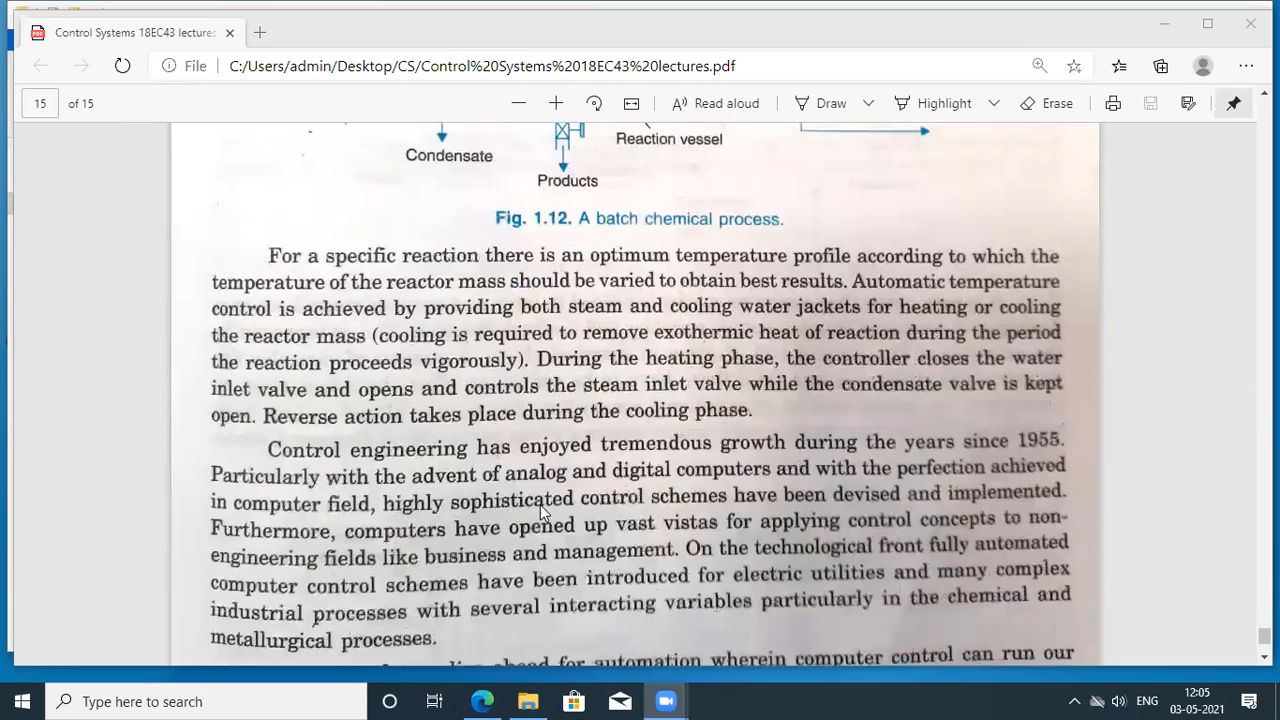 Control Systems 18EC43 lectures
File C:/Users/admin/Desktop/CS/Control%20Systems%2018EC43%20lectures.pdf
15 of 15 Read aloud Draw Highlight Erase
Reaction vessel
Condensate
Products
Fig. 1.12. A batch chemical process.
For a specific reaction there is an optimum temperature profile according to which the
temperature of the reactor mass should be varied to obtain best results. Automatic temperature
control is achieved by providing both steam and cooling water jackets for heating or cooling
the reactor mass (cooling is required to remove exothermic heat of reaction during the period
the reaction proceeds vigorously). During the heating phase, the controller closes the water
inlet valve and opens and controls the steam inlet valve while the condensate valve is kept
open. Reverse action takes place during the cooling phase.
Control engineering has enjoyed tremendous growth during the years since 1955.
Particularly with the advent of analog and digital computers and with the perfection achieved
in computer field, highly sophisticated control schemes have been devised and implemented.
Furthermore, computers have opened up vast vistas for applying control concepts to non-
engineering fields like business and management. On the technological front fully automated
computer control schemes have been introduced for electric utilities and many complex
industrial processes with several interacting variables particularly in the chemical and
metallurgical processes.
ahead for automation wherein computer control can run our
Type here to search
ENG
12:05
03-05-2021